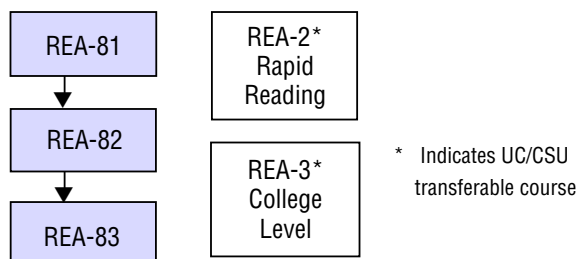 REA-81
REA-82
REA-83
REA-2*
Rapid
Reading
REA-3*
College
Level
* Indicates UC/CSU
transferable course